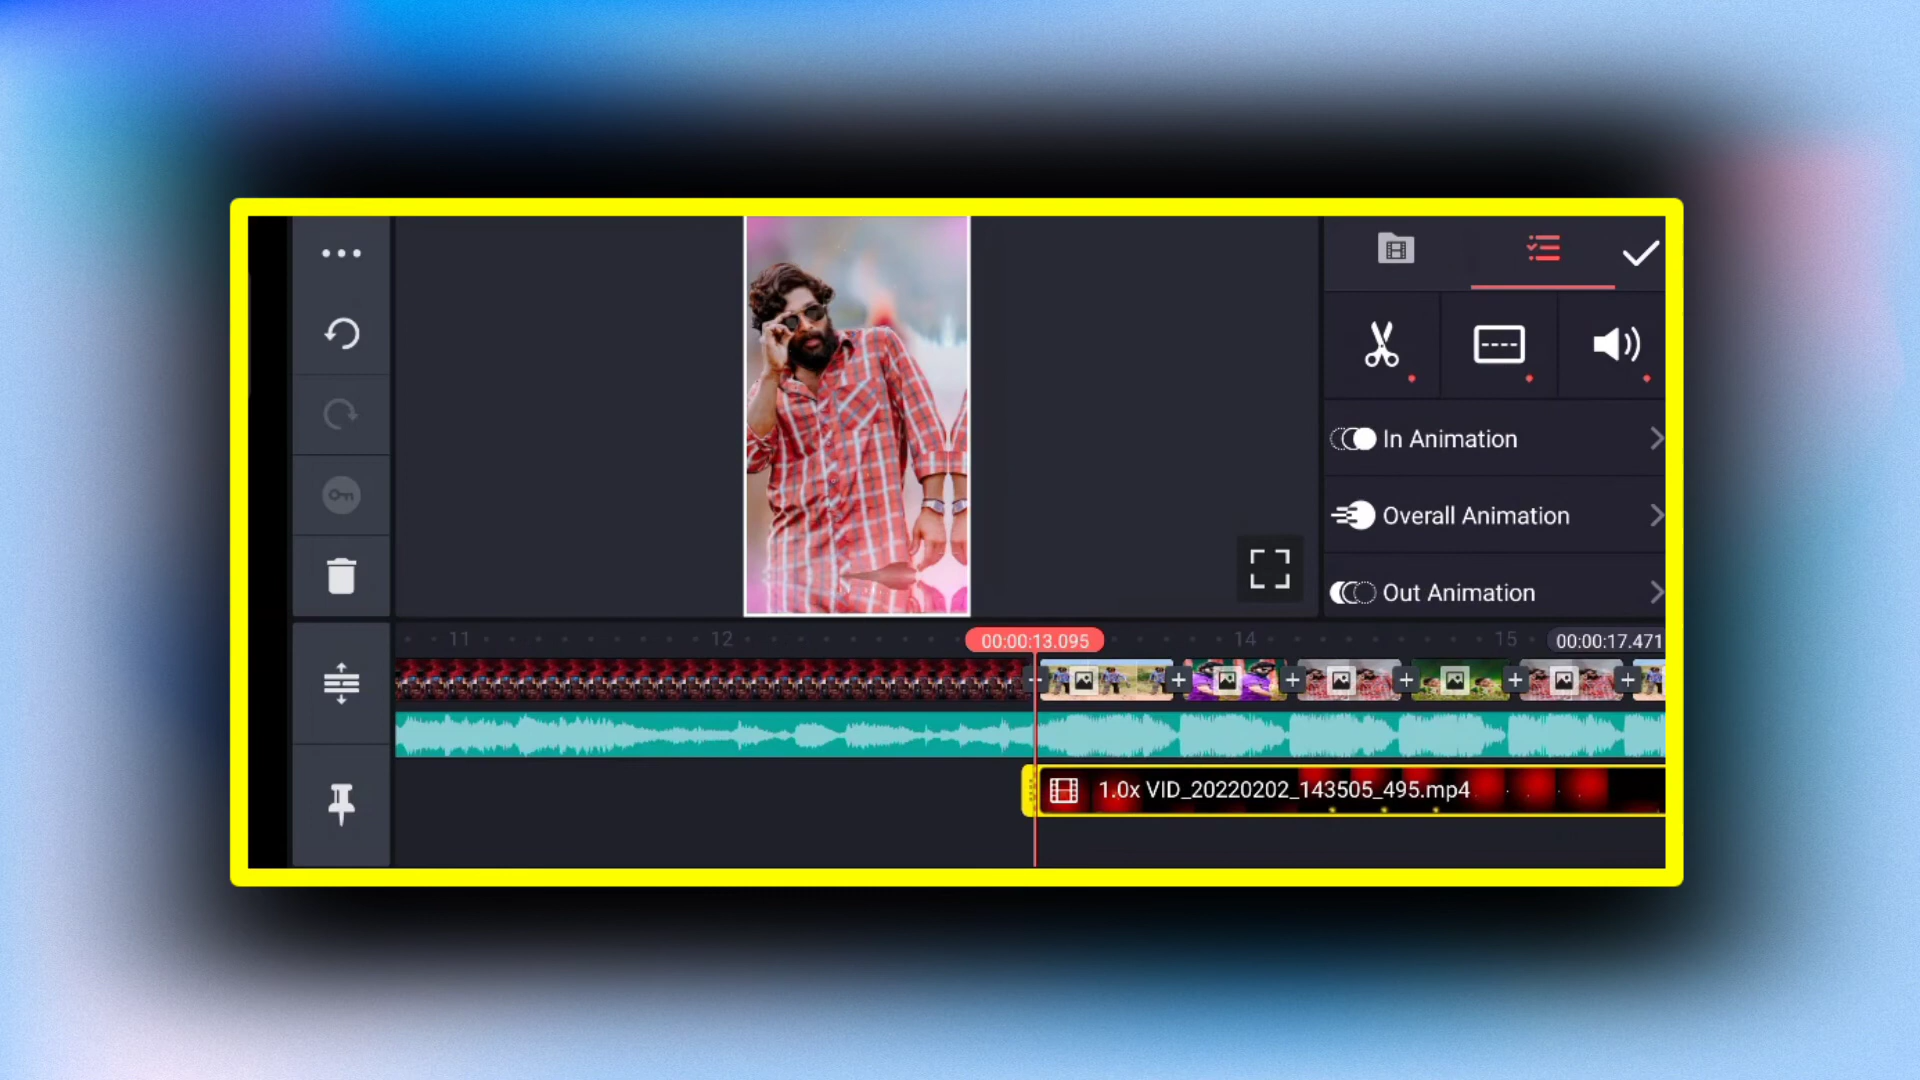 In Animation
Overall Animation
Out Animation
11
12
00:00:13.095
14
15
00:00:17.471
1.0x VID_20220202_143505_495.mp4